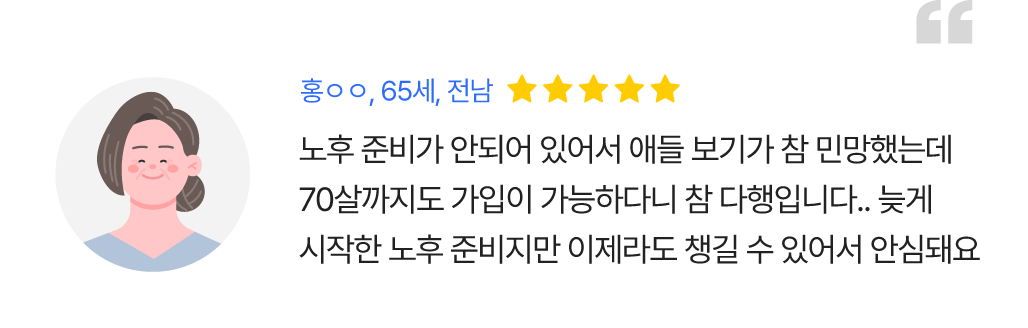 홍ㅇㅇ, 65세, 전남
노후 준비가 안되어 있어서 애들 보기가 참 민망했는데
70살까지도 가입이 가능하다니 참 다행입니다.. 늦게
시작한 노후 준비지만 이제라도 챙길 수 있어서 안심돼요